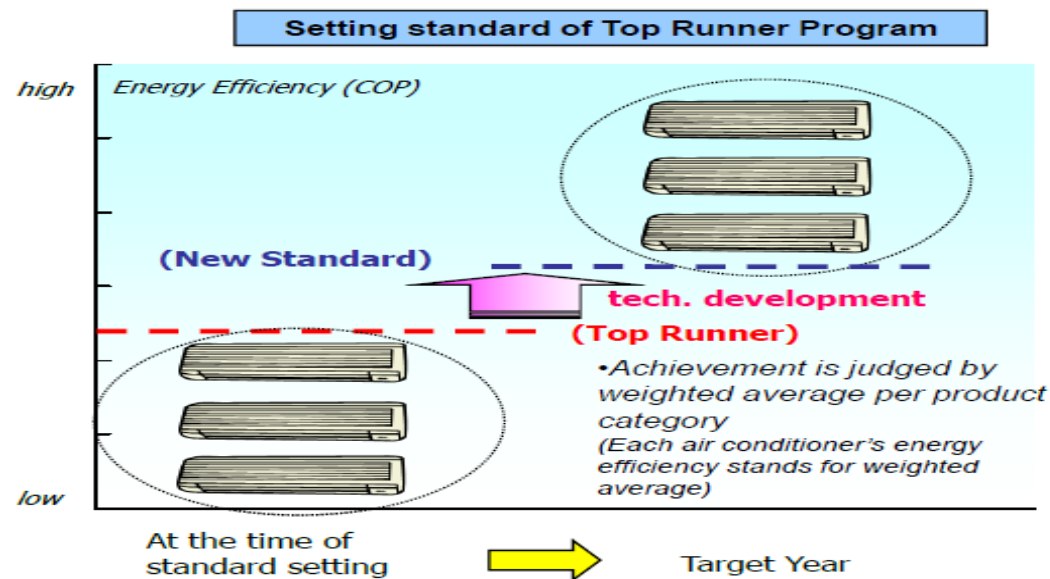 Setting standard of Top Runner Program
high
Energy Efficiency (COP)
(New Standard)
tech. development
(Top Runner)
•Achievement is judged by
weighted average per product
category
(Each air conditioner's energy
efficiency stands for weighted
average)
low
At the time of
standard setting
Target Year